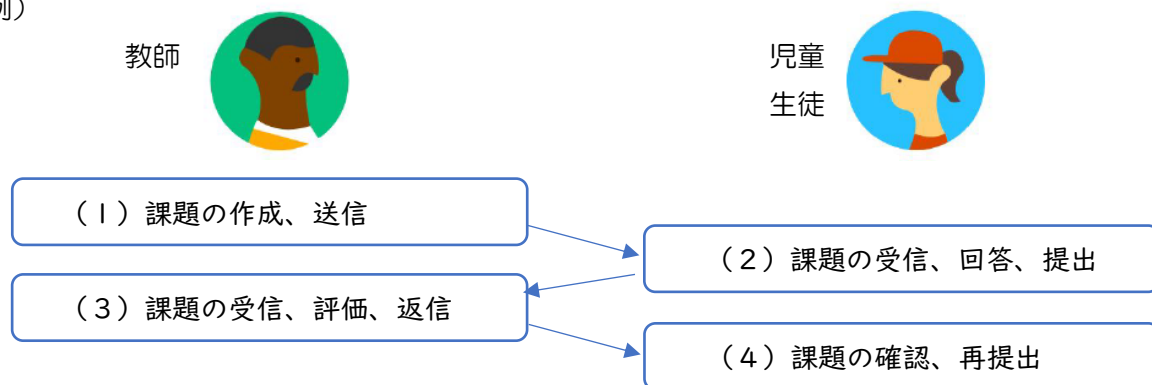 例）
教師
児童
生徒
（１）課題の作成、送信
（２）課題の受信、回答、提出
（３）課題の受信、評価、返信
（４）課題の確認、再提出